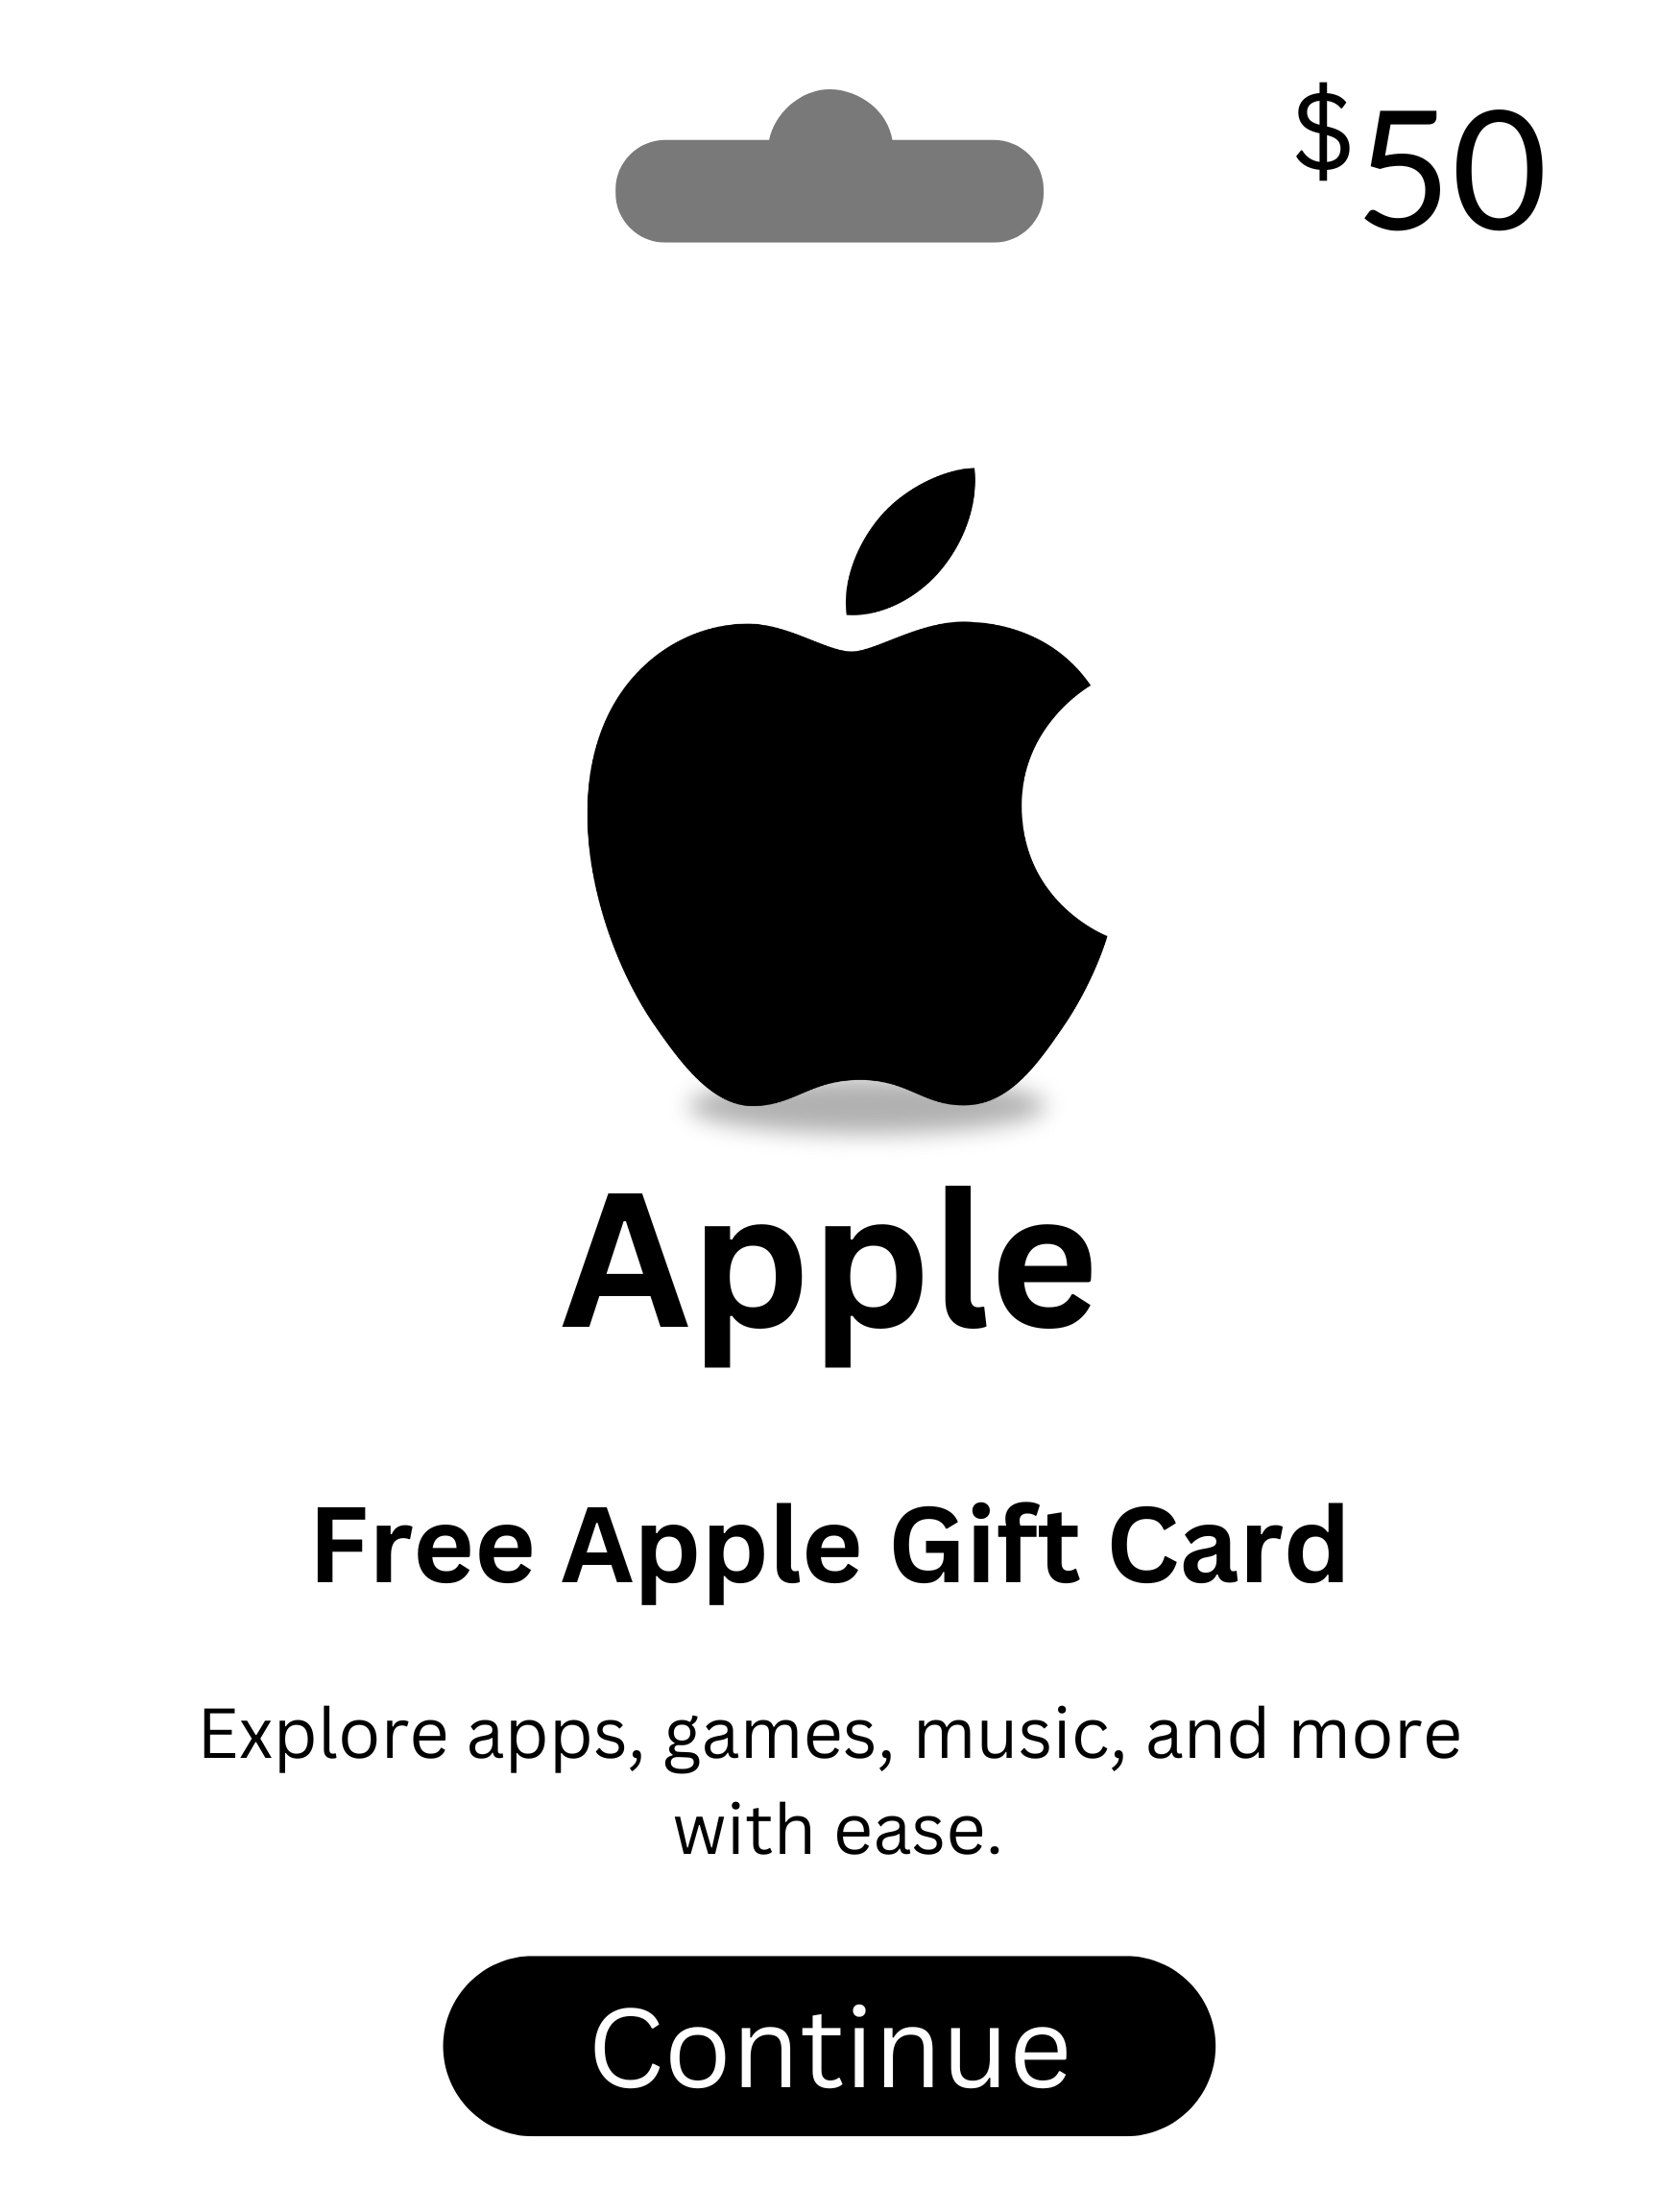 $50
Apple
Free Apple Gift Card
Explore apps, games, music, and more
with ease.
Continue